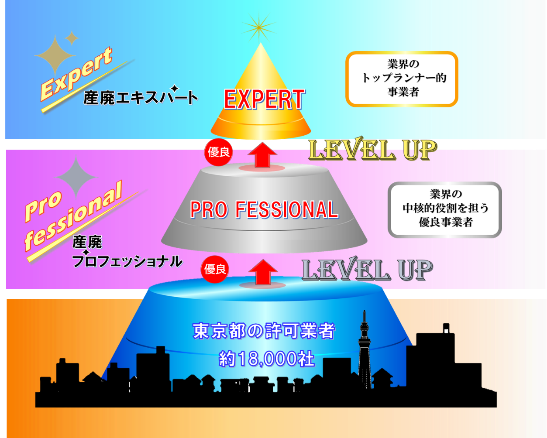 Expert
産廃エキスパート
EXPERT
業界の
トップランナー的
事業者
優良
LEVEL UP
Pro
fessional
産廃
プロフェッショナル
PRO FESSIONAL
業界の
中核的役割を担う
優良事業者
優良
LEVEL UP
東京都の許可業者
約18,000社